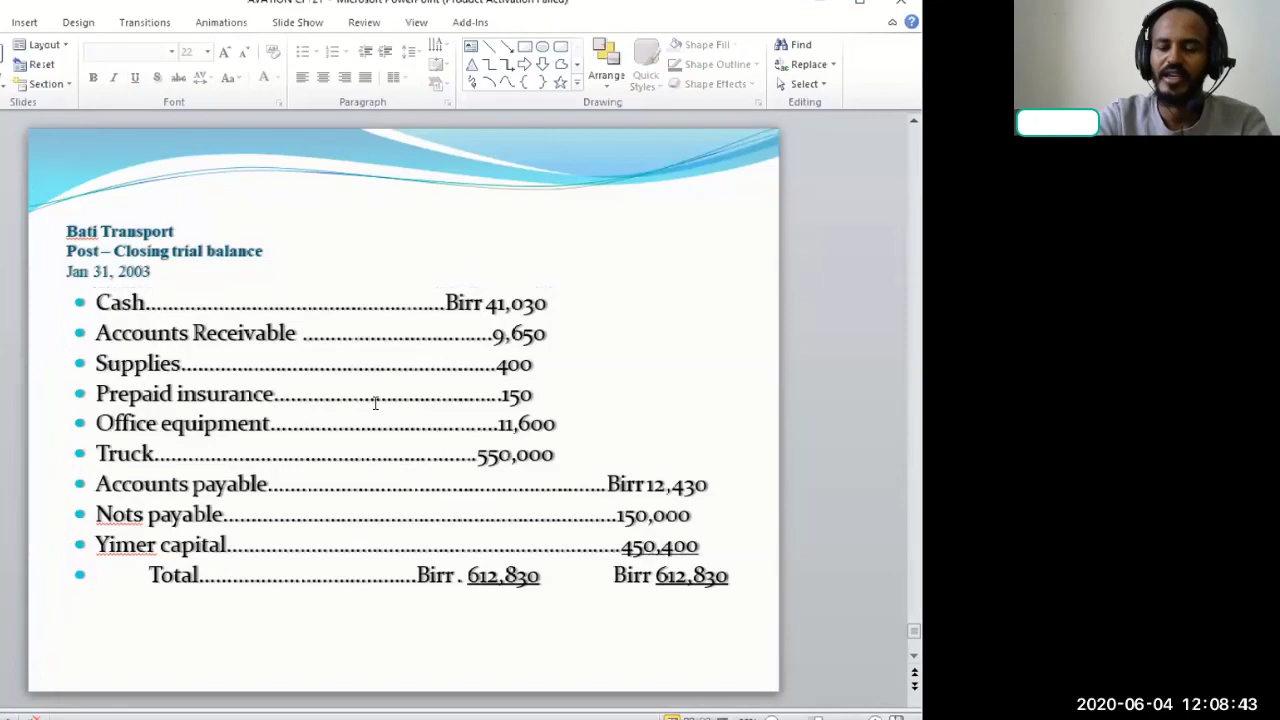 Insert Design Transitions Animations Slide Show Review View Add-Ins
Layout
Reset
Section
Slides
22
Font
Paragraph
Arrange
Quick Styles
Shape Fill
Shape Outline
Shape Effects
Drawing
Find
Replace
Select
Editing
Bati Transport
Post – Closing trial balance
Jan 31, 2003
Cash.....................................................Birr 41,030
Accounts Receivable ..................................9,650
Supplies........................................................400
Prepaid insurance.........................................150
Office equipment.........................................11,600
Truck.........................................................550,000
Accounts payable............................................................Birr 12,430
Nots payable......................................................................150,000
Yimer capital......................................................................450,400
Total.......................................Birr . 612,830 Birr 612,830
2020-06-04 12:08:43